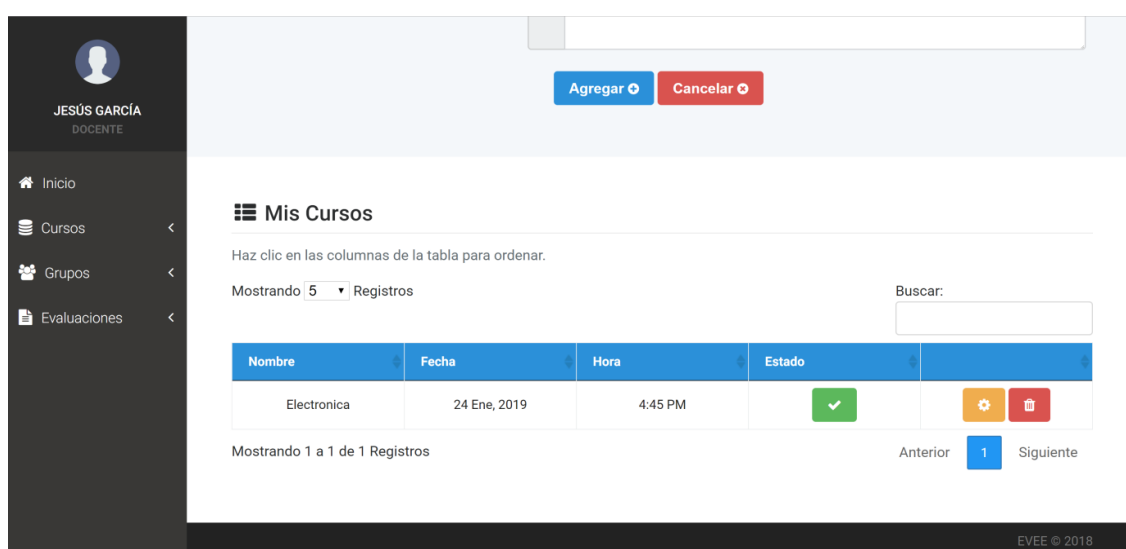 JESÚS GARCÍA
DOCENTE
Inicio
Cursos
Grupos
Evaluaciones
Agregar Cancelar
Mis Cursos
Haz clic en las columnas de la tabla para ordenar.
Mostrando 5 Registros
Buscar:
Nombre Fecha Hora Estado
Electronica 24 Ene, 2019 4:45 PM
Mostrando 1 a 1 de 1 Registros
Anterior 1 Siguiente
EVEE © 2018